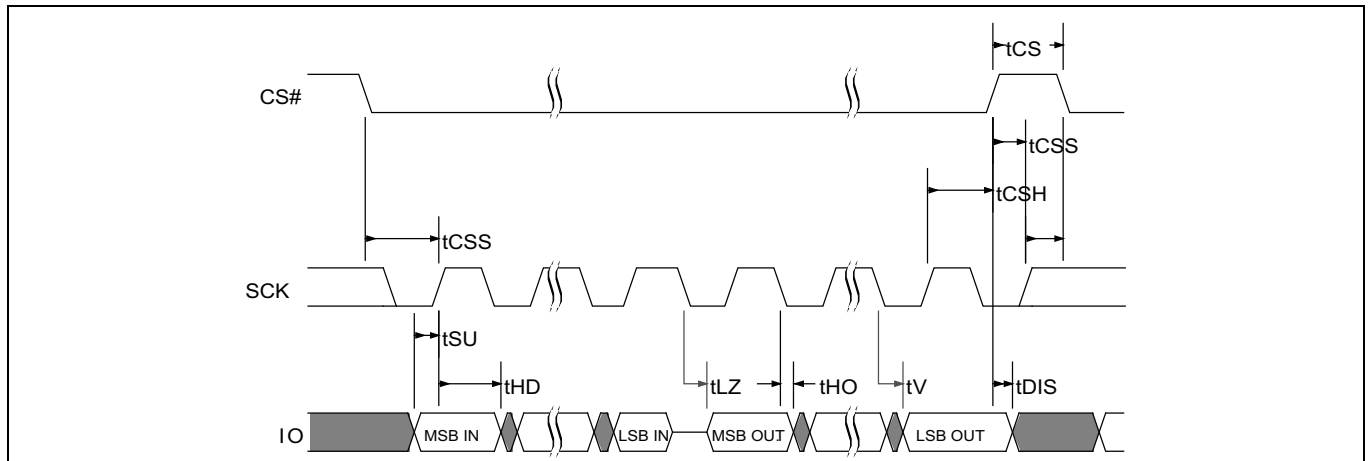 tCS
CS#
tCSS
tCSH
tCSS
SCK
tSU
tHD
tLZ
tHO
tV
tDIS
IO
MSB IN
LSB IN
MSB OUT
LSB OUT